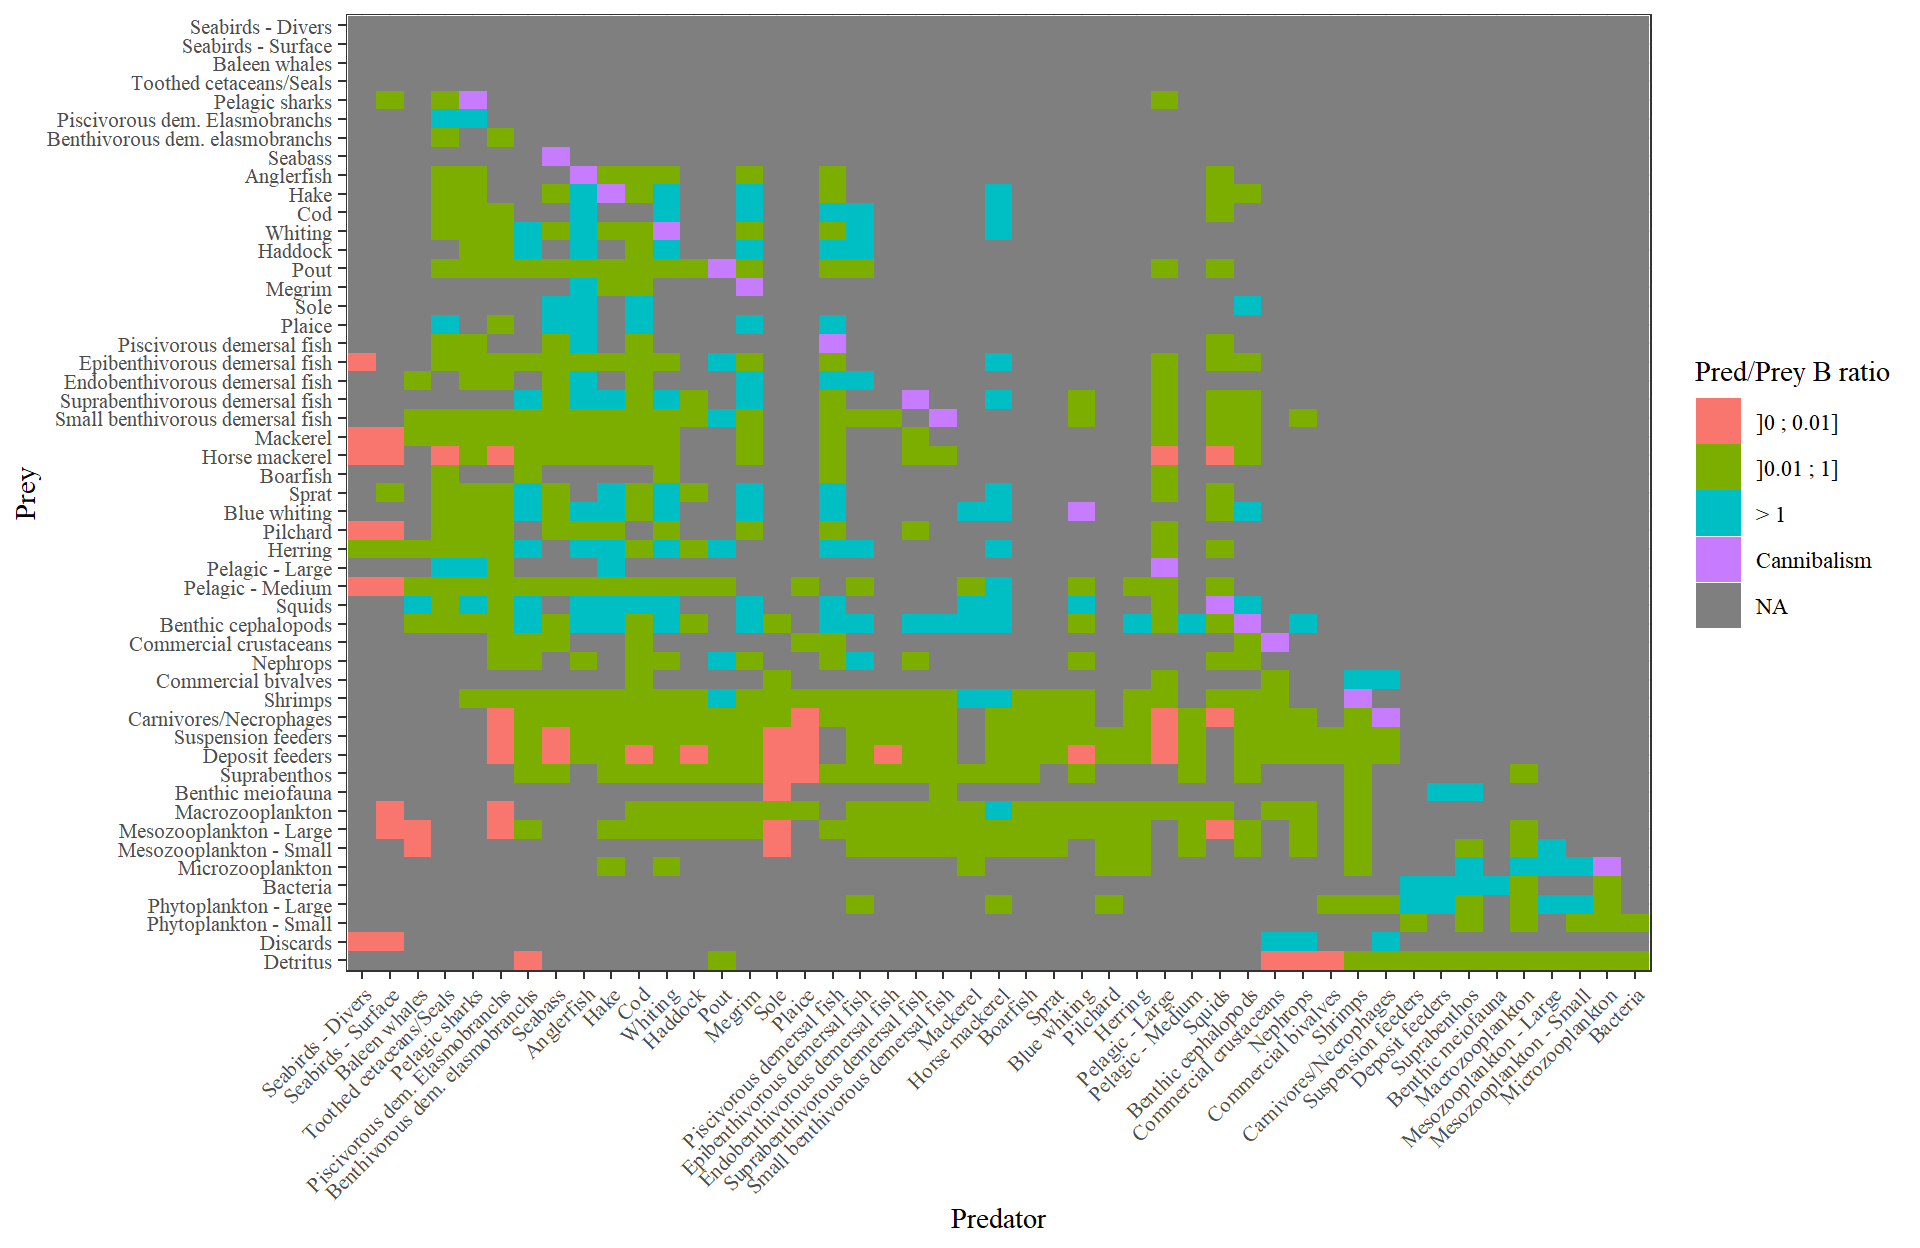 Seabirds - Divers
Seabirds - Surface
Baleen whales
Toothed cetaceans/Seals
Pelagic sharks
Piscivorous dem. Elasmobranchs
Benthivorous dem. elasmobranchs
Seabass
Anglerfish
Hake
Cod
Whiting
Haddock
Pout
Megrim
Sole
Plaice
Piscivorous demersal fish
Epibenthivorous demersal fish
Endobenthivorous demersal fish
Suprabenthivorous demersal fish
Small benthivorous demersal fish
Mackerel
Horse mackerel
Boarfish
Sprat
Blue whiting
Pilchard
Herring
Pelagic - Large
Pelagic - Medium
Squids
Benthic cephalopods
Commercial crustaceans
Nephrops
Commercial bivalves
Shrimps
Carnivores/Necrophages
Suspension feeders
Deposit feeders
Suprabenthos
Benthic meiofauna
Macrozooplankton
Mesozooplankton - Large
Mesozooplankton - Small
Microzooplankton
Bacteria
Phytoplankton - Large
Phytoplankton - Small
Discards
Detritus
Prey
Seabirds - Divers
Seabirds - Surface
Baleen whales
Toothed cetaceans/Seals
Pelagic sharks
Piscivorous dem. Elasmobranchs
Benthivorous dem. elasmobranchs
Seabass
Anglerfish
Hake
Cod
Whiting
Haddock
Pout
Megrim
Sole
Plaice
Piscivorous demersal fish
Epibenthivorous demersal fish
Endobenthivorous demersal fish
Suprabenthivorous demersal fish
Small benthivorous demersal fish
Mackerel
Horse mackerel
Boarfish
Sprat
Blue whiting
Pilchard
Herring
Pelagic - Large
Pelagic - Medium
Squids
Benthic cephalopods
Commercial crustaceans
Nephrops
Commercial bivalves
Shrimps
Carnivores/Necrophages
Suspension feeders
Deposit feeders
Suprabenthos
Benthic meiofauna
Macrozooplankton
Mesozooplankton - Large
Mesozooplankton - Small
Microzooplankton
Bacteria
Predator
Pred/Prey B ratio
]0 ; 0.01]
]0.01 ; 1]
> 1
Cannibalism
NA